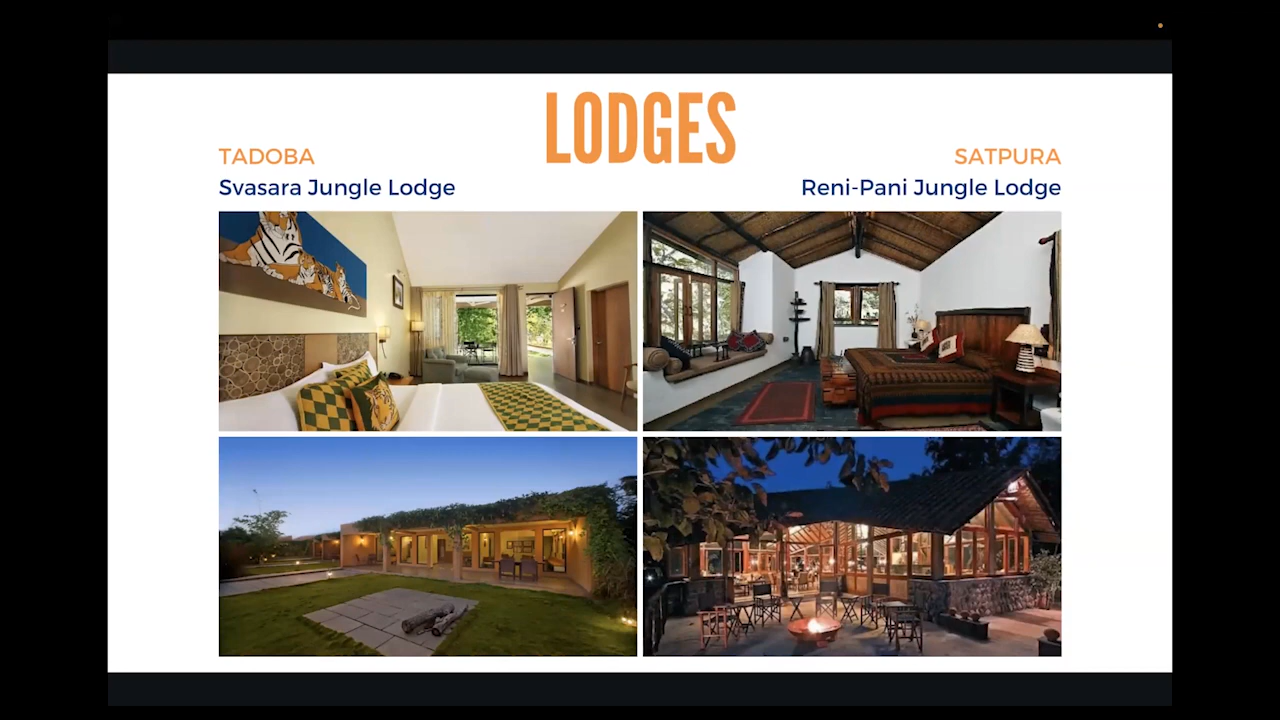 LODGES
TADOBA
Svasara Jungle Lodge
SATPURA
Reni-Pani Jungle Lodge